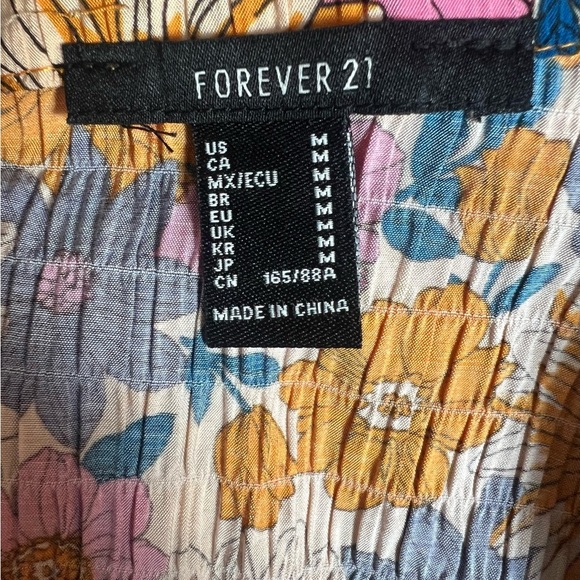 FOREVER 21
US M
CA M
MX/ECU M
BR M
EU M
UK M
KR M
JP M
CN 165/88A
MADE IN CHINA